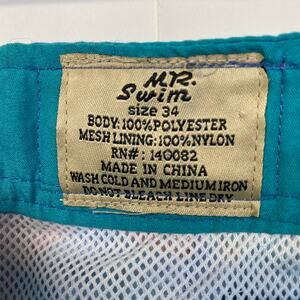 M.R.
Swim
size 34
BODY:100%POLYESTER
MESH LINING:100%NYLON
RN#: 140082
MADE IN CHINA
WASH COLD AND MEDIUM IRON
DO NOT BLEACH LINE DRY